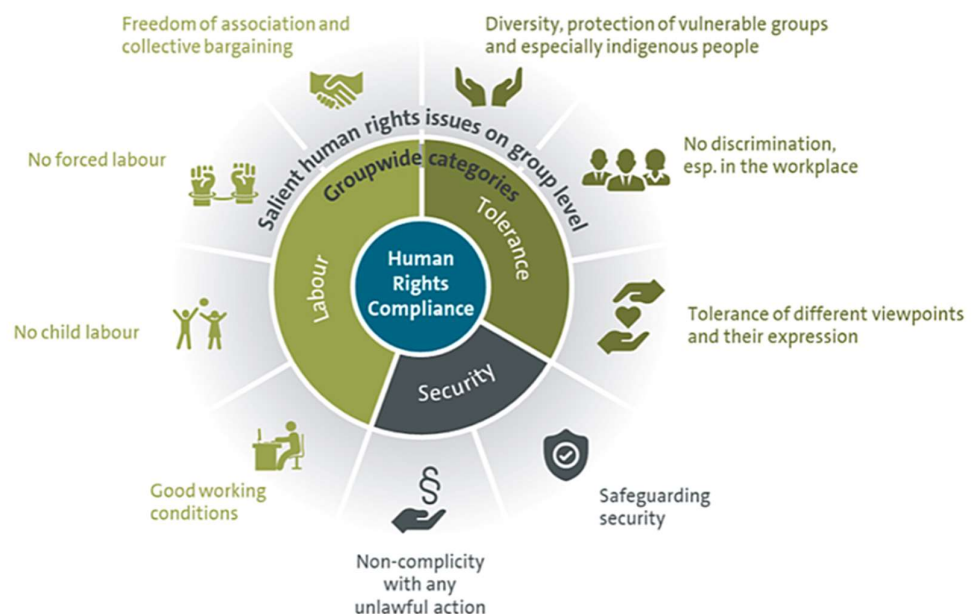 Freedom of association and
collective bargaining
Diversity, protection of vulnerable groups
and especially indigenous people
Salient human rights issues on group level
Groupwide categories
No forced labour
No discrimination,
esp. in the workplace
Labour
Tolerance
Human
Rights
Compliance
Security
No child labour
Tolerance of different viewpoints
and their expression
Good working
conditions
§
Safeguarding
security
Non-complicity
with any
unlawful action